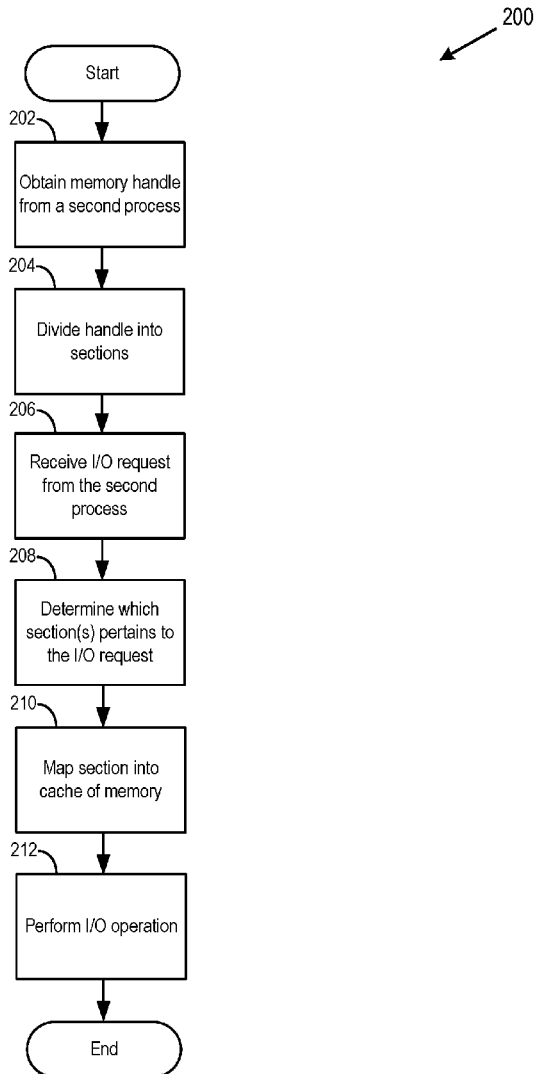 200
Start
202
Obtain memory handle
from a second process
204
Divide handle into
sections
206
Receive I/O request
from the second
process
208
Determine which
section(s) pertains to
the I/O request
210
Map section into
cache of memory
212
Perform I/O operation
End